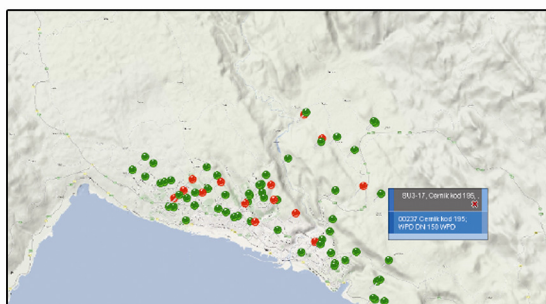 SU3-17, Cernik kod 195, .
00237 Cernik kod 195;
WPD DN 150 WPD